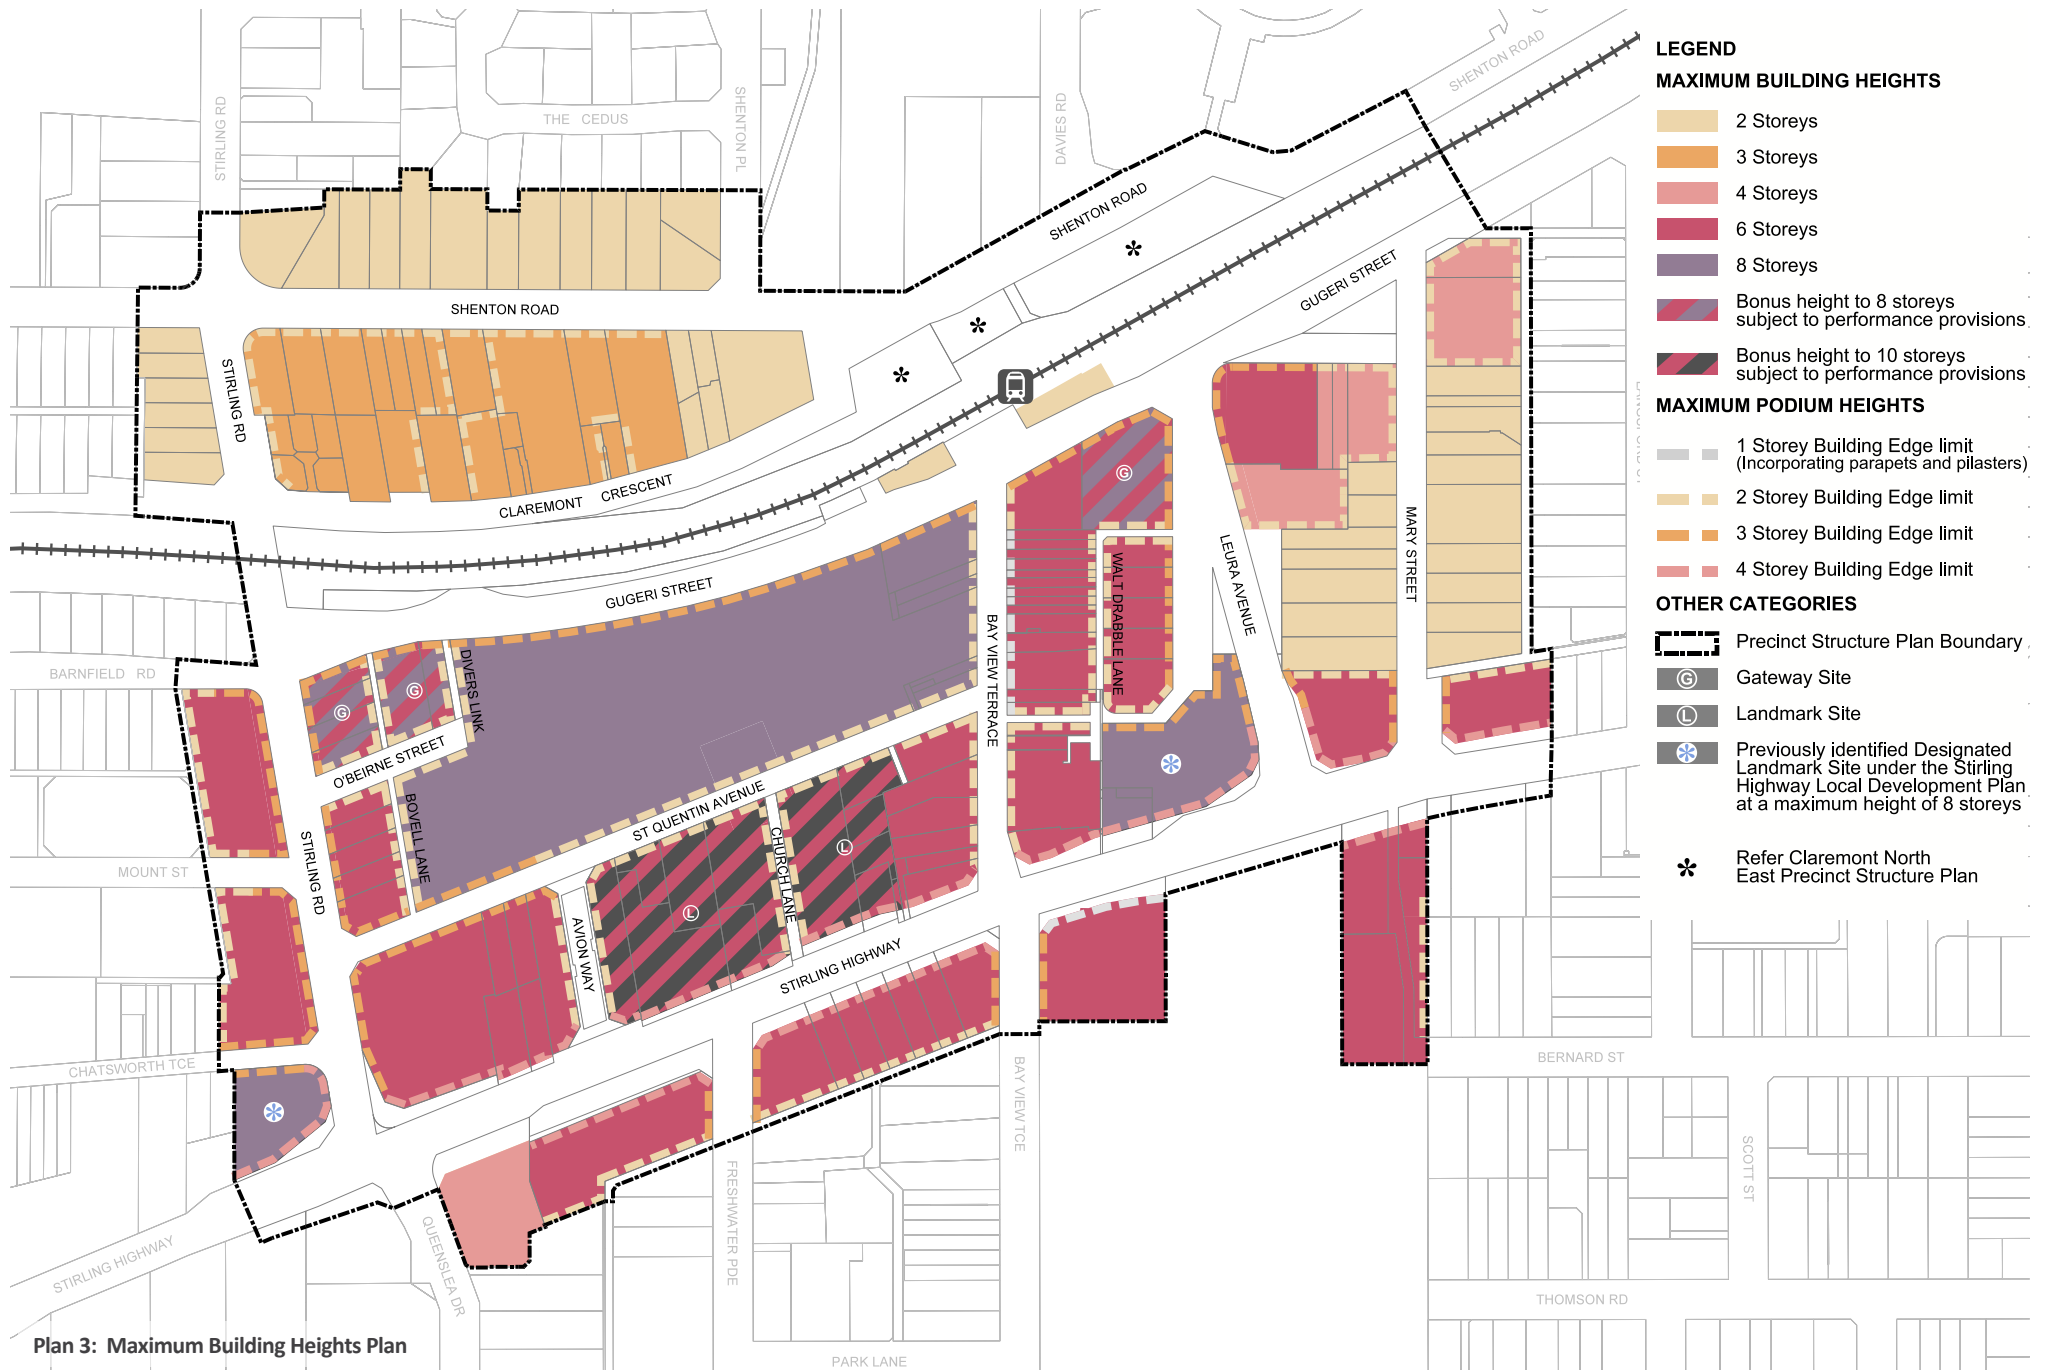 STIRLING RD
THE CEDUS
SHENTON PL
DAVIES RD
SHENTON ROAD
SHENTON ROAD
SHENTON ROAD
GUGERI STREET
STIRLING RD
CLAREMONT CRESCENT
GUGERI STREET
MARY STREET
LEURA AVENUE
WALT DRABBLE LANE
BAY VIEW TERRACE
BARNFIELD RD
DIVERS LINK
O'BEIRNE STREET
BOVELL LANE
ST QUENTIN AVENUE
CHURCH LANE
MOUNT ST
STIRLING RD
AVION WAY
STIRLING HIGHWAY
CHATSWORTH TCE
BERNARD ST
BAY VIEW TCE
FRESHWATER PDE
QUEENSLEA DR
SCOTT ST
STIRLING HIGHWAY
THOMSON RD
PARK LANE
G
G
G
L
L
LEGEND
MAXIMUM BUILDING HEIGHTS
2 Storeys
3 Storeys
4 Storeys
6 Storeys
8 Storeys
Bonus height to 8 storeys
subject to performance provisions
Bonus height to 10 storeys
subject to performance provisions
MAXIMUM PODIUM HEIGHTS
1 Storey Building Edge limit
(Incorporating parapets and pilasters)
2 Storey Building Edge limit
3 Storey Building Edge limit
4 Storey Building Edge limit
OTHER CATEGORIES
Precinct Structure Plan Boundary
G Gateway Site
L Landmark Site
Previously identified Designated
Landmark Site under the Stirling
Highway Local Development Plan
at a maximum height of 8 storeys
Refer Claremont North
East Precinct Structure Plan
Plan 3: Maximum Building Heights Plan